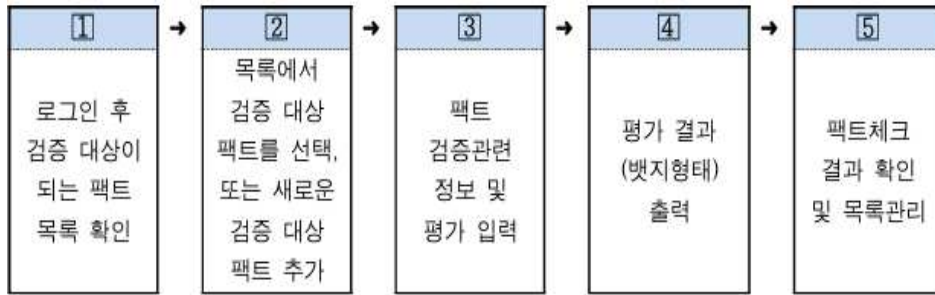 1 → 2 → 3 → 4 → 5
로그인 후
검증 대상이
되는 팩트
목록 확인
목록에서
검증 대상
팩트를 선택,
또는 새로운
검증 대상
팩트 추가
팩트
검증관련
정보 및
평가 입력
평가 결과
(뱃지형태)
출력
팩트체크
결과 확인
및 목록관리